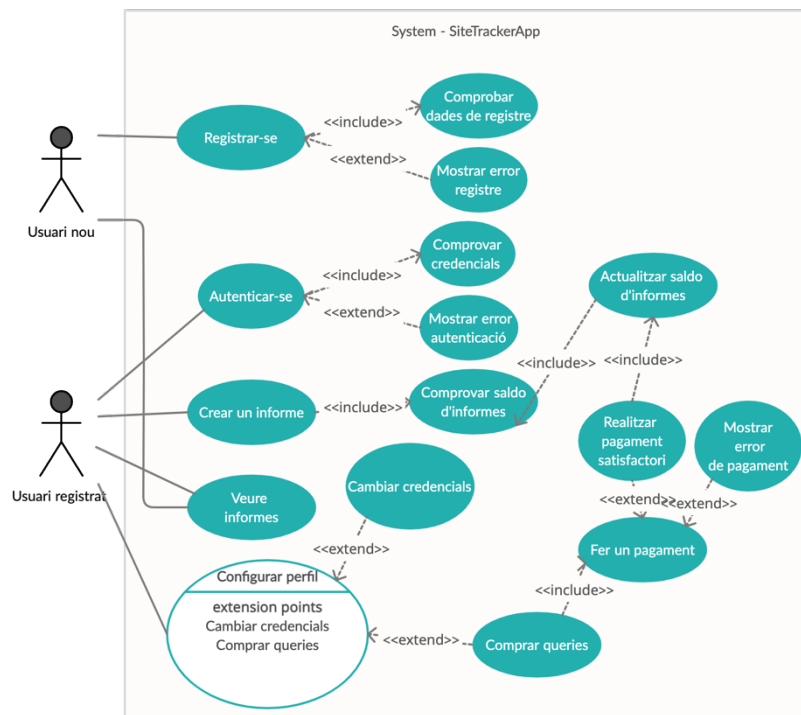 System - SiteTrackerApp
Comprobar
dades de registre
<<include>>
Registrar-se
<<extend>>
Mostrar error
registre
Usuari nou
Comprovar
credencials
<<include>>
Autenticar-se
<<extend>>
Mostrar error
autenticació
Actualitzar saldo
d'informes
<<include>>
<<include>>
Crear un informe
<<include>>
Comprovar saldo
d'informes
Realitzar
pagament
satisfactori
Mostrar
error
de pagament
Usuari registrat
Veure
informes
Cambiar credencials
<<extend>>
<<extend>>
<<extend>>
Fer un pagament
Configurar perfil
extension points
Cambiar credencials
Comprar queries
<<include>>
<<extend>>
Comprar queries